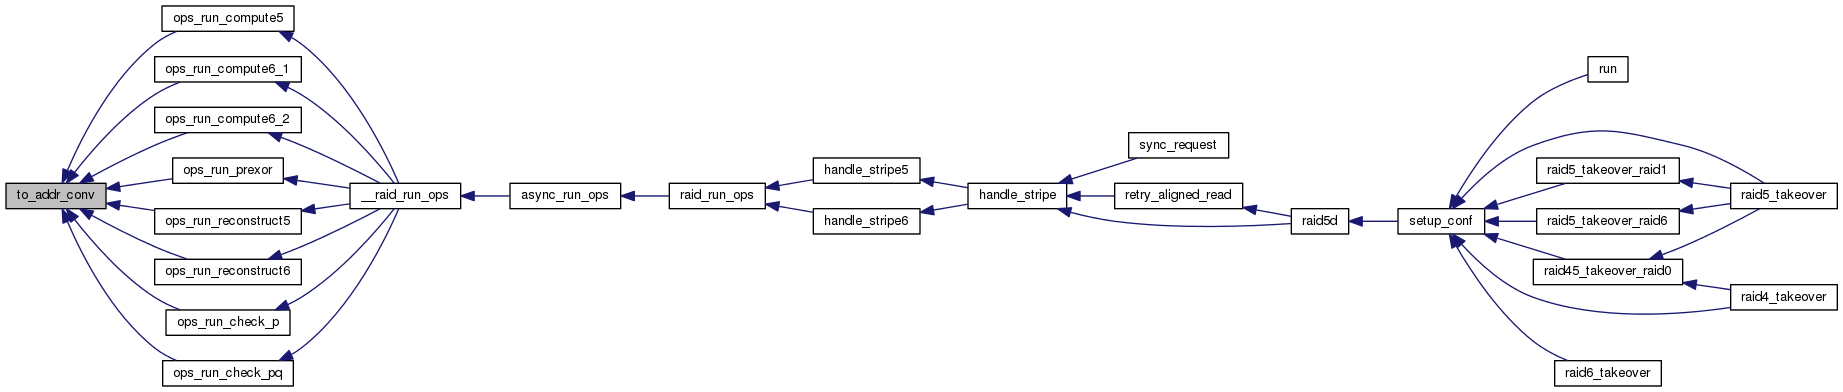 to_addr_conv
ops_run_compute5
ops_run_compute6_1
ops_run_compute6_2
ops_run_prexor
ops_run_reconstruct5
ops_run_reconstruct6
ops_run_check_p
ops_run_check_pq
__raid_run_ops
async_run_ops
raid_run_ops
handle_stripe5
handle_stripe6
handle_stripe
sync_request
retry_aligned_read
raid5d
setup_conf
run
raid5_takeover_raid1
raid5_takeover_raid6
raid45_takeover_raid0
raid6_takeover
raid5_takeover
raid4_takeover